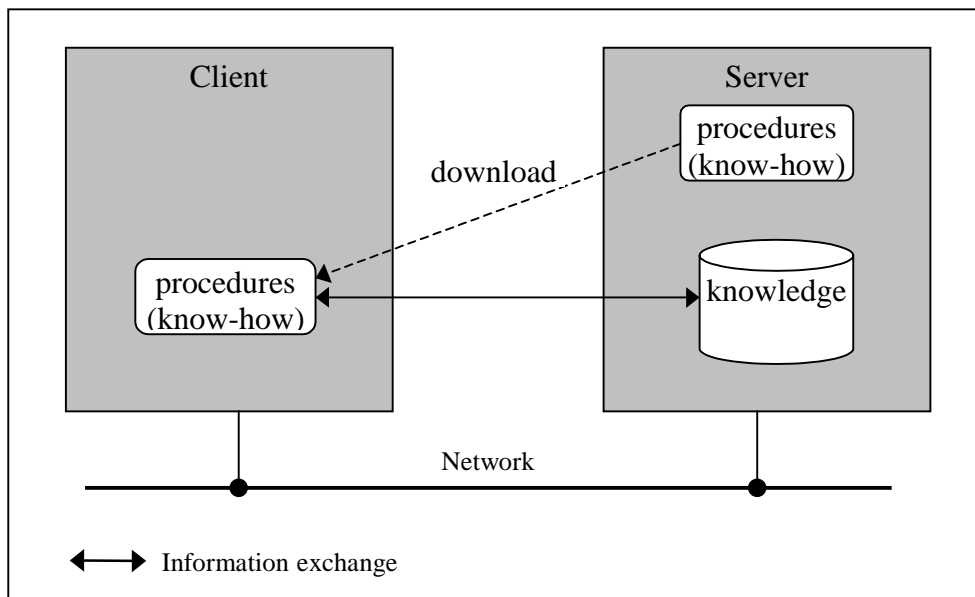 Client
Server
procedures
(know-how)
download
procedures
(know-how)
knowledge
Network
Information exchange